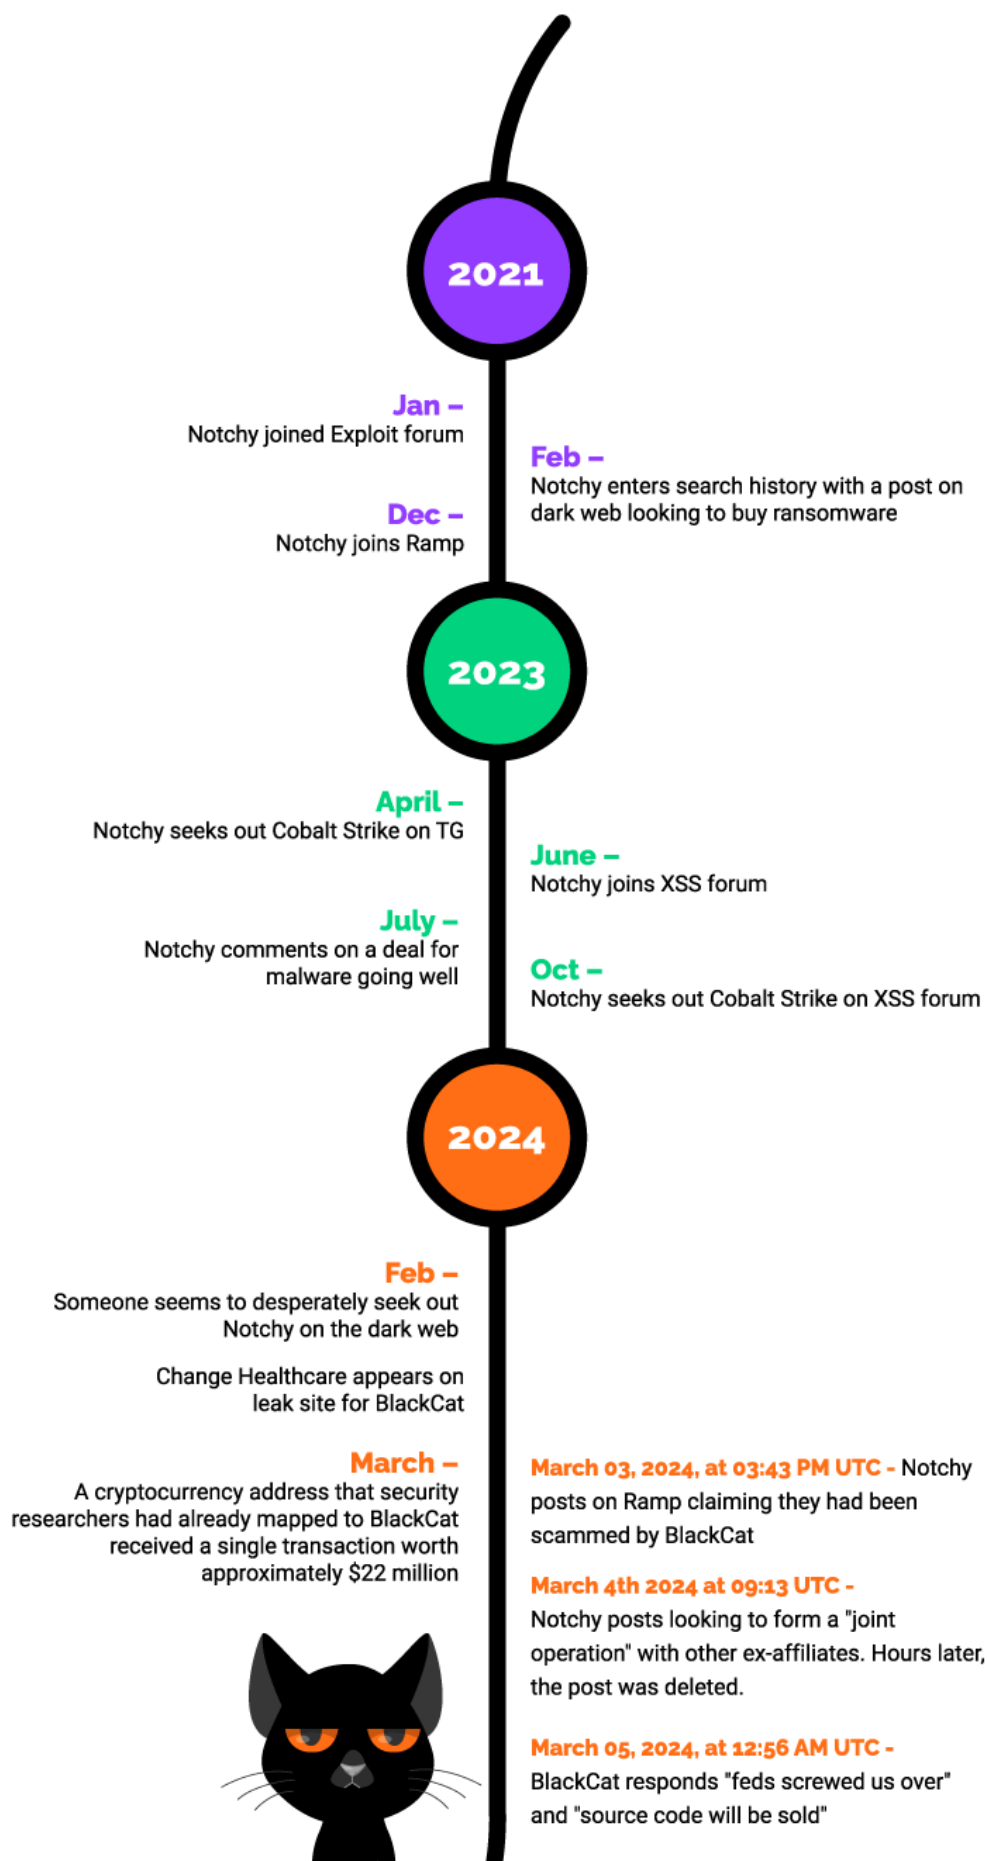 2021
Jan –
Notchy joined Exploit forum
Feb –
Notchy enters search history with a post on
dark web looking to buy ransomware
Dec –
Notchy joins Ramp
2023
April –
Notchy seeks out Cobalt Strike on TG
June –
Notchy joins XSS forum
July –
Notchy comments on a deal for
malware going well
Oct –
Notchy seeks out Cobalt Strike on XSS forum
2024
Feb –
Someone seems to desperately seek out
Notchy on the dark web
Change Healthcare appears on
leak site for BlackCat
March –
A cryptocurrency address that security
researchers had already mapped to BlackCat
received a single transaction worth
approximately $22 million
March 03, 2024, at 03:43 PM UTC - Notchy
posts on Ramp claiming they had been
scammed by BlackCat
March 4th 2024 at 09:13 UTC -
Notchy posts looking to form a "joint
operation" with other ex-affiliates. Hours later,
the post was deleted.
March 05, 2024, at 12:56 AM UTC -
BlackCat responds "feds screwed us over"
and "source code will be sold"